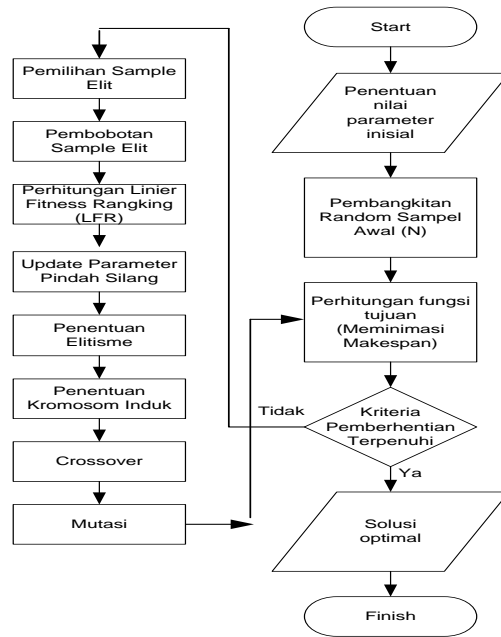 Start
Penentuan
nilai
parameter
inisial
Pembangkitan
Random Sampel
Awal (N)
Perhitungan fungsi
tujuan
(Meminimasi
Makespan)
Kriteria
Pemberhentian
Terpenuhi
Tidak
Ya
Solusi
optimal
Finish
Pemilihan Sample
Elit
Pembobotan
Sample Elit
Perhitungan Linier
Fitness Rangking
(LFR)
Update Parameter
Pindah Silang
Penentuan
Elitisme
Penentuan
Kromosom Induk
Crossover
Mutasi